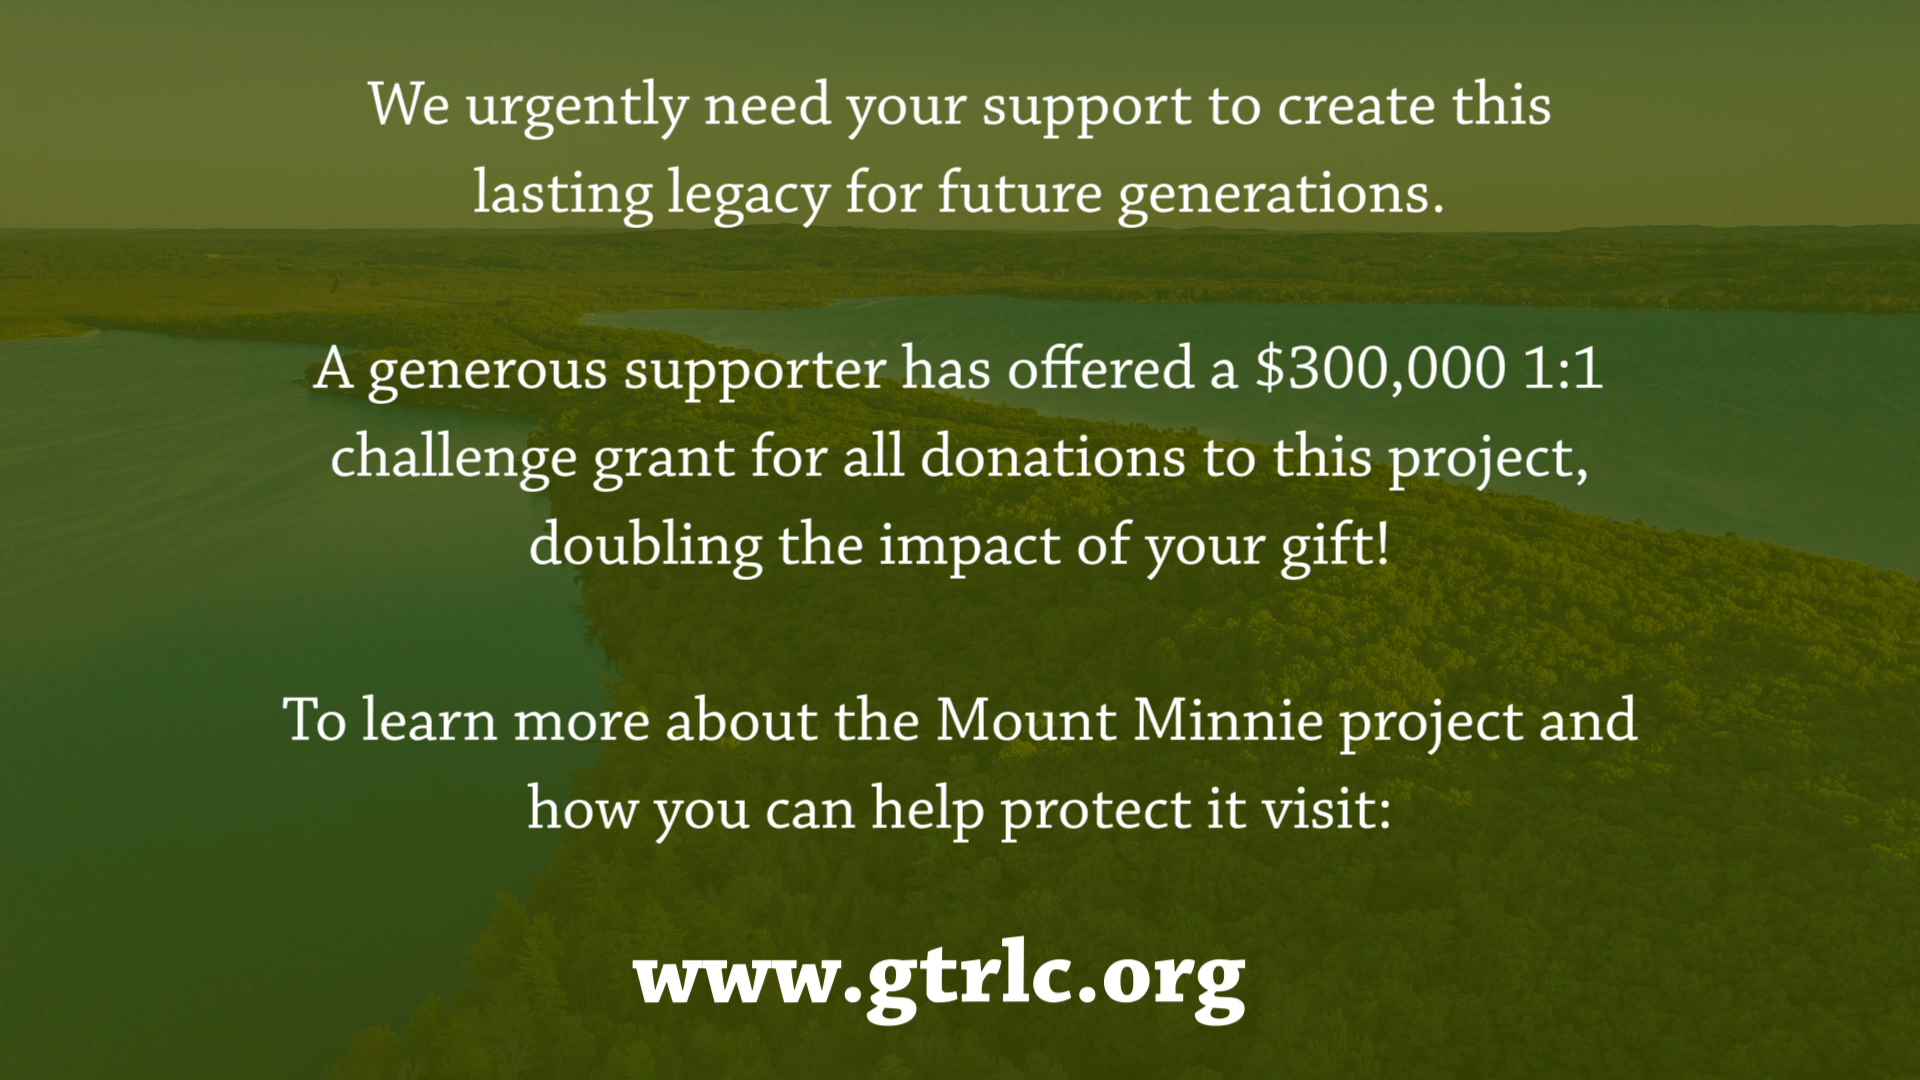 We urgently need your support to create this
lasting legacy for future generations.
A generous supporter has offered a $300,000 1:1
challenge grant for all donations to this project,
doubling the impact of your gift!
To learn more about the Mount Minnie project and
how you can help protect it visit:
www.gtrlc.org